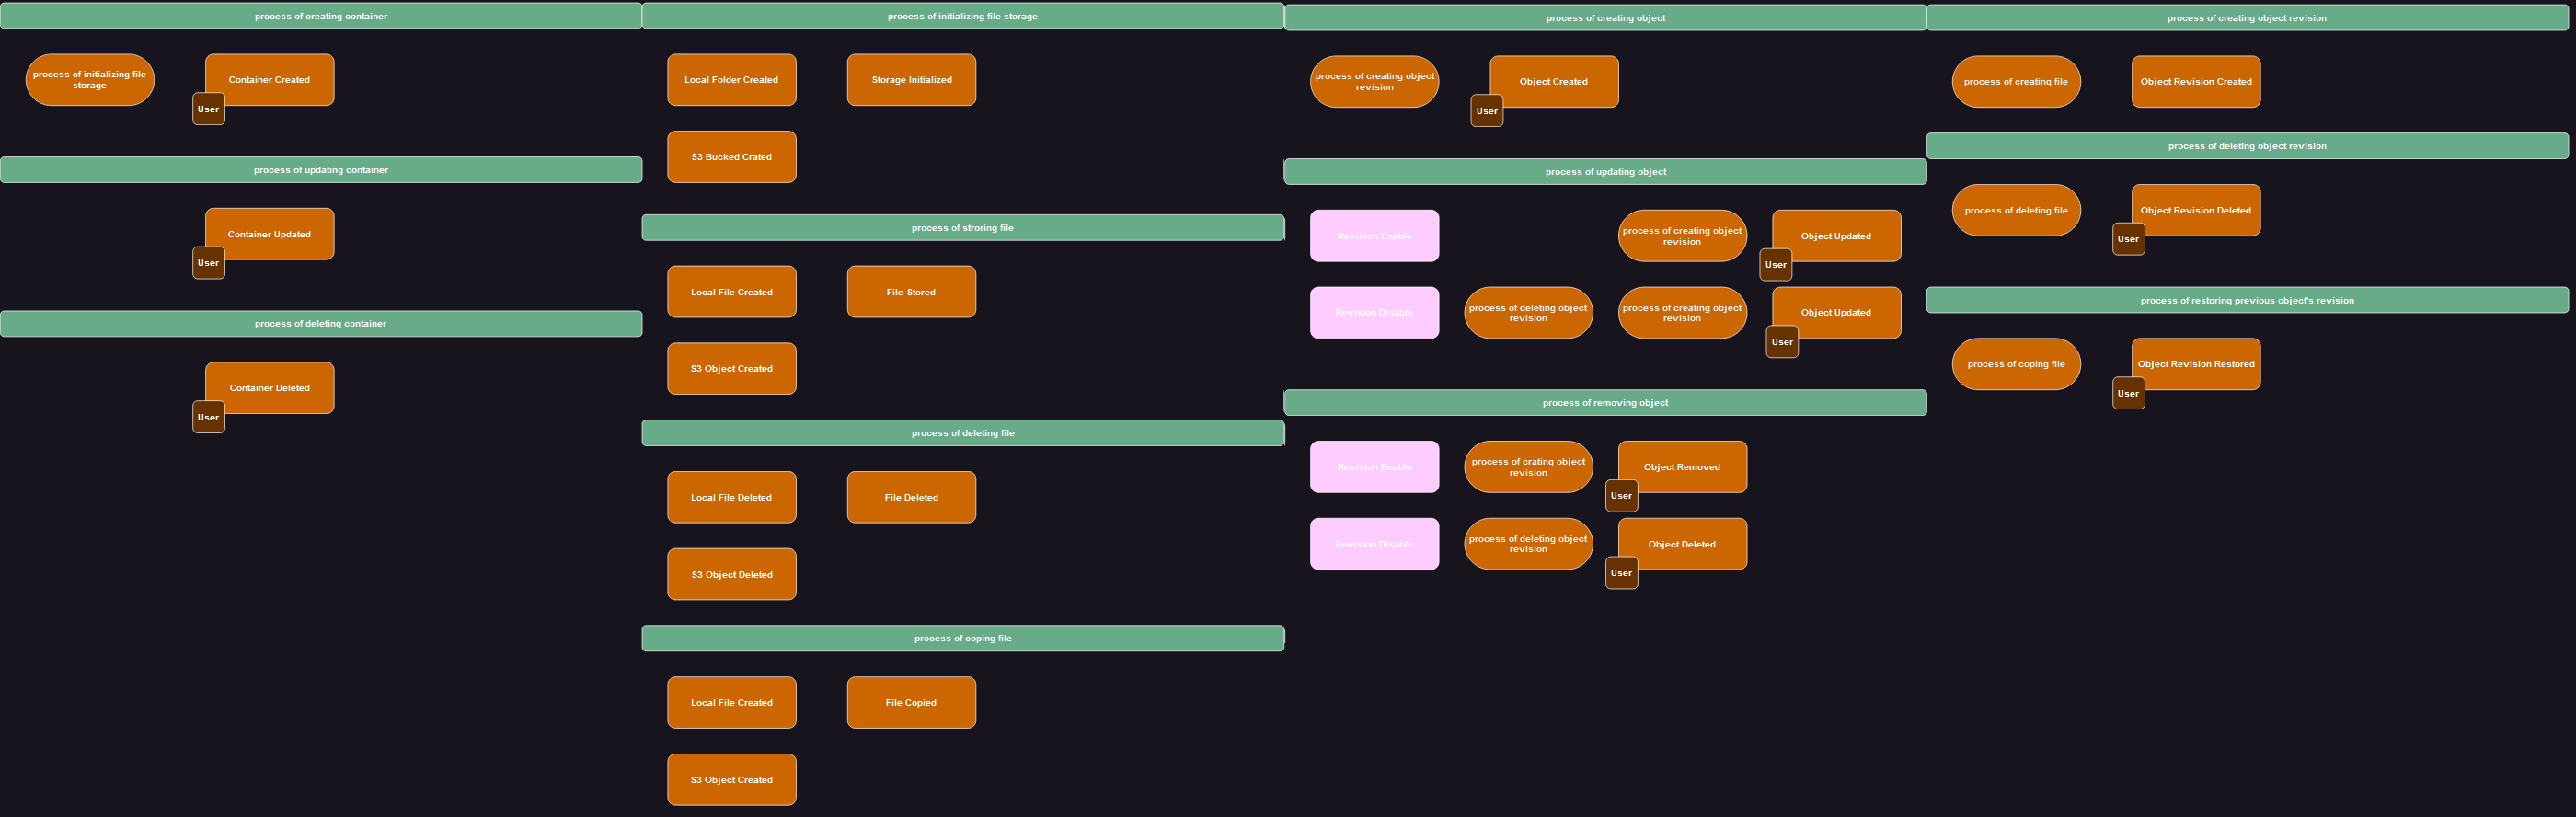 process of creating container
process of initializing file
storage
Container Created
User
process of updating container
Container Updated
User
process of deleting container
Container Deleted
User
process of initializing file storage
Local Folder Created
Storage Initialized
S3 Bucked Crated
process of stroring file
Local File Created
File Stored
S3 Object Created
process of deleting file
Local File Deleted
File Deleted
S3 Object Deleted
process of coping file
Local File Created
File Copied
S3 Object Created
process of creating object
process of creating object
revision
Object Created
User
process of updating object
Revision Enable
process of creating object
revision
Object Updated
User
Revision Disable
process of deleting object
revision
process of creating object
revision
Object Updated
User
process of removing object
Revision Enable
process of crating object
revision
Object Removed
User
Revision Disable
process of deleting object
revision
Object Deleted
User
process of creating object revision
process of creating file
Object Revision Created
process of deleting object revision
process of deleting file
Object Revision Deleted
User
process of restoring previous object's revision
process of coping file
Object Revision Restored
User